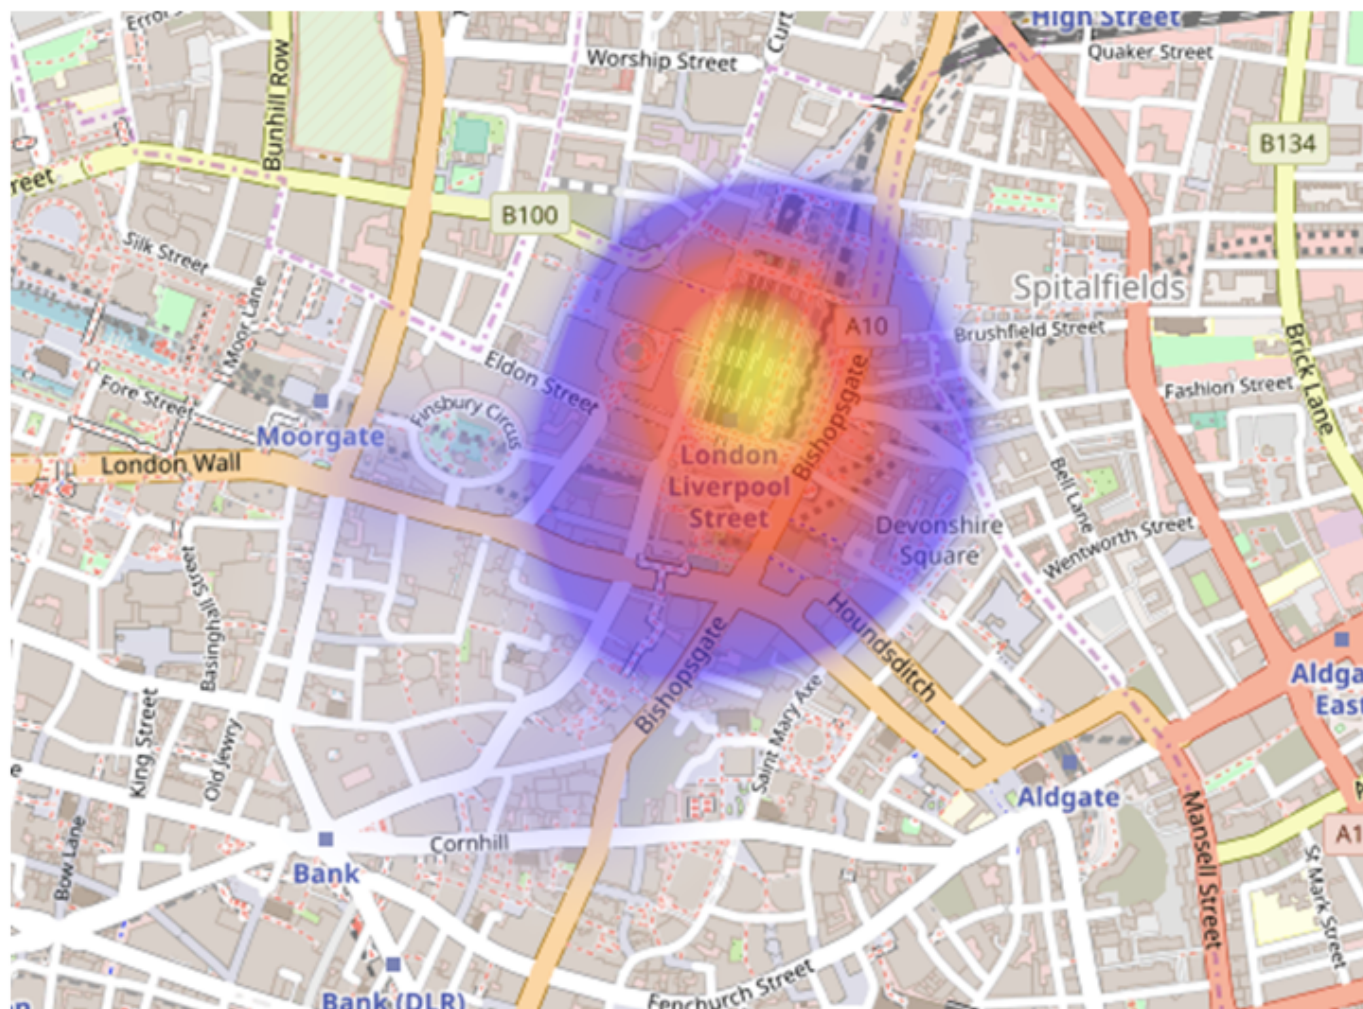 High Street
Worship Street
Quaker Street
Bunhill Row
B134
reet
B100
Silk Street
Spitalfields
Moor Lane
A10
Brushfield Street
Eldon Street
Brick Lane
Fore Street
Fashion Street
Finsbury Circus
Bishopsgate
Moorgate
London Wall
London
Liverpool
Street
Bell Lane
Devonshire
Square
Wentworth Street
Basinghall Street
Houndsditch
Bishopsgate
Aldga
East
King Street
Old Jewry
Saint Mary Axe
Aldgate
Mansell Street
A1
Cornhill
Bow Lane
Bank
St Mark Street
Fenchurch Street
Bank (DLR)